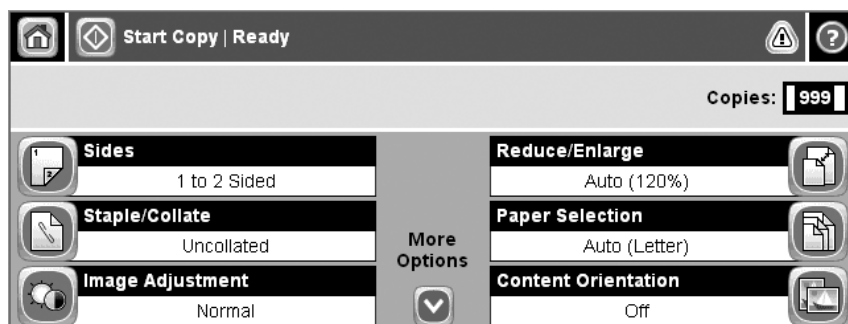 Start Copy | Ready
?
Copies: 999
Sides
1 to 2 Sided
Staple/Collate
Uncollated
Image Adjustment
Normal
More
Options
Reduce/Enlarge
Auto (120%)
Paper Selection
Auto (Letter)
Content Orientation
Off